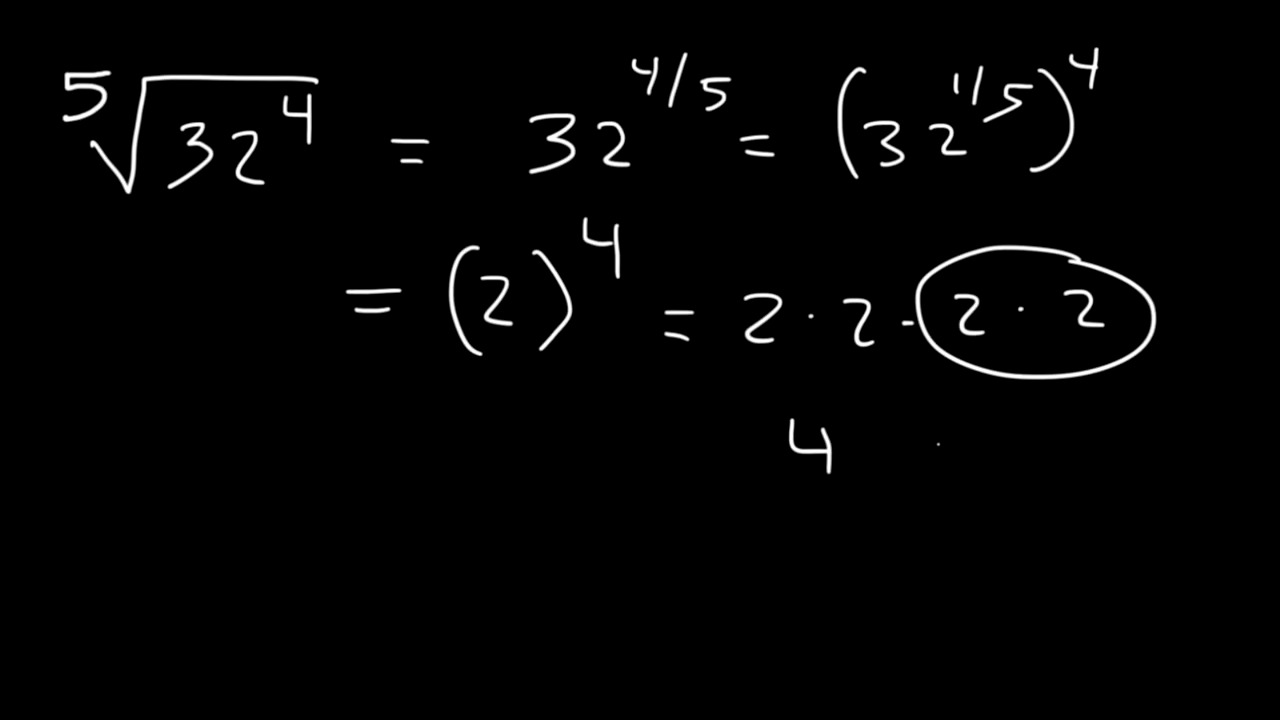 ⁵√32⁴ = 32^4/5 = (32^1/5)^4
= (2)^4 = 2 · 2 · 2 · 2
4 ·